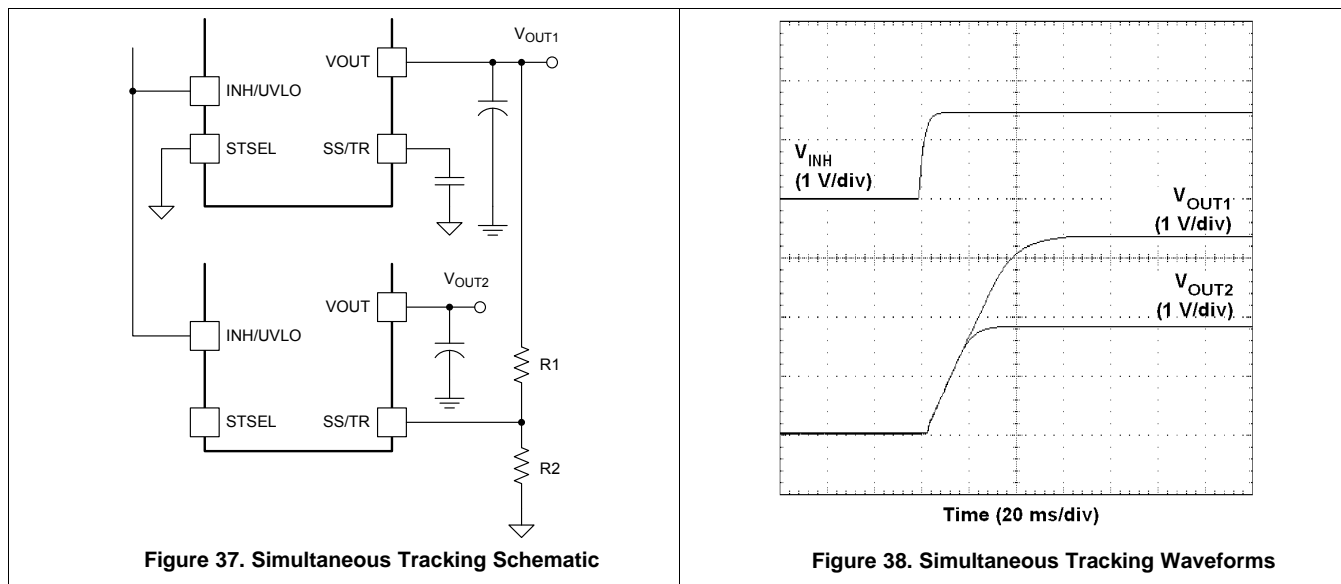 VOUT1
VOUT
INH/UVLO
STSEL
SS/TR
VOUT2
VOUT
INH/UVLO
R1
STSEL
SS/TR
R2
Figure 37. Simultaneous Tracking Schematic
VINH
(1 V/div)
VOUT1
(1 V/div)
VOUT2
(1 V/div)
Time (20 ms/div)
Figure 38. Simultaneous Tracking Waveforms